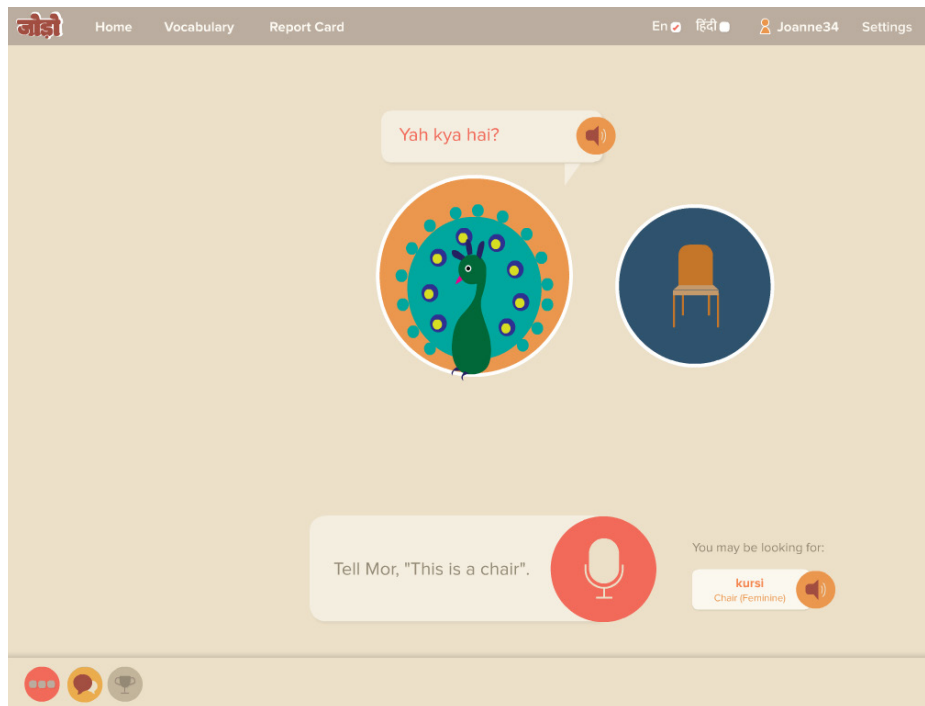 जोड़ो Home Vocabulary Report Card En हिंदी Joanne34 Settings
Yah kya hai?
Tell Mor, "This is a chair".
You may be looking for:
kursi
Chair (Feminine)